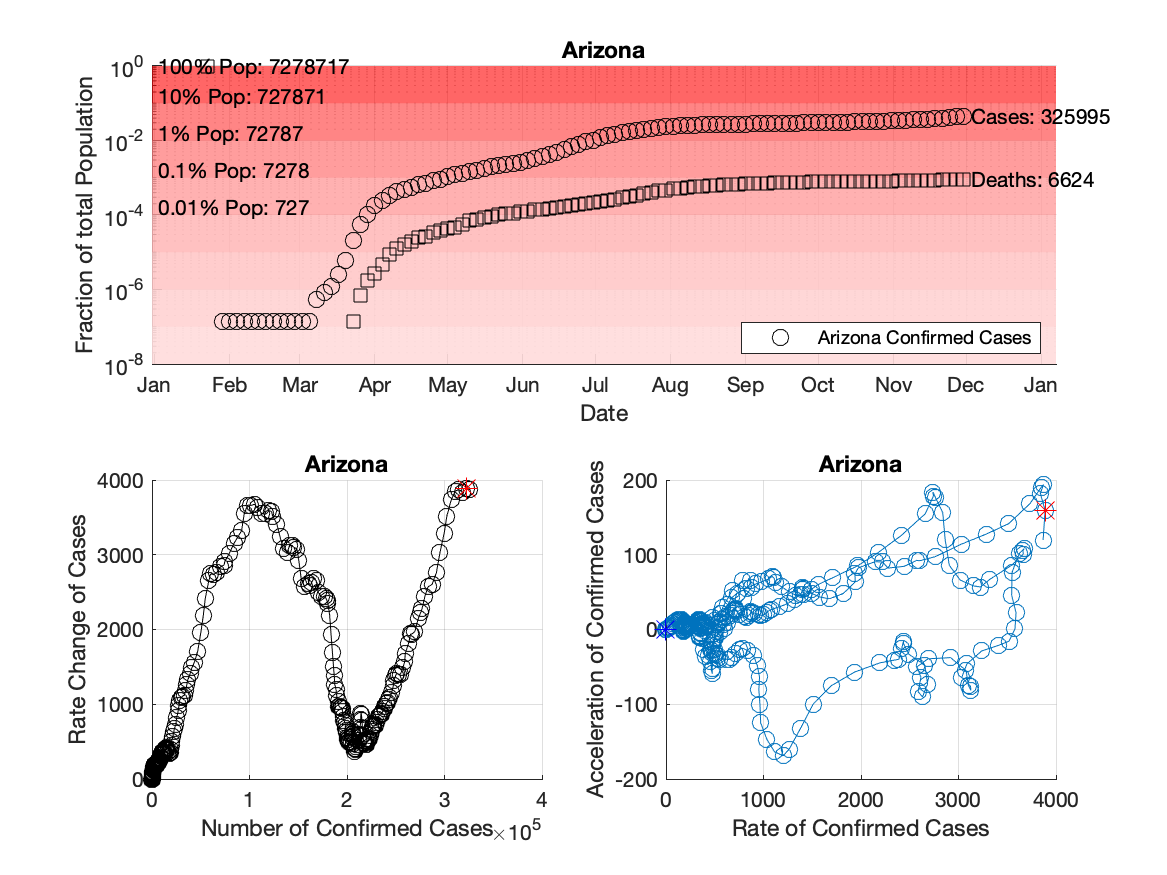 Arizona
Fraction of total Population
10^0
10^-2
10^-4
10^-6
10^-8
100% Pop: 7278717
10% Pop: 727871
1% Pop: 72787
0.1% Pop: 7278
0.01% Pop: 727
Cases: 325995
Deaths: 6624
Arizona Confirmed Cases
Jan Feb Mar Apr May Jun Jul Aug Sep Oct Nov Dec Jan
Date
Arizona
Rate Change of Cases
4000
3000
2000
1000
0
0 1 2 3 4
Number of Confirmed Cases ×10^5
Arizona
Acceleration of Confirmed Cases
200
100
0
-100
-200
0 1000 2000 3000 4000
Rate of Confirmed Cases